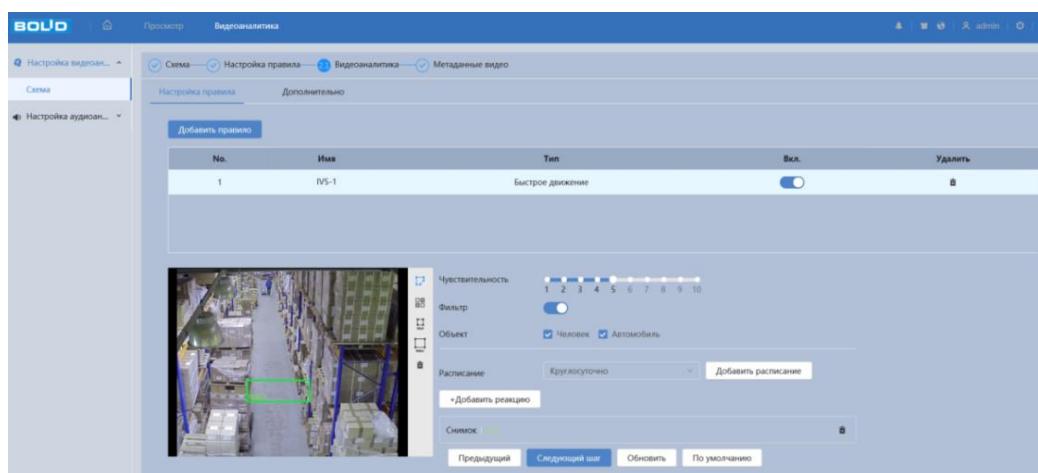 BOLID Просмотр Видеоаналитика admin
Настройка видеоан...
Схема
Настройка аудиоан...
Схема Настройка правила Видеоаналитика Метаданные видео
Настройка правила Дополнительно
Добавить правило
No. Имя Тип Вкл. Удалить
1 IVS-1 Быстрое движение
Чувствительность
1 2 3 4 5 6 7 8 9 10
Фильтр
Объект Человек Автомобиль
Расписание Круглосуточно Добавить расписание
+Добавить реакцию
Снимок
Предыдущий Следующий шаг Обновить По умолчанию